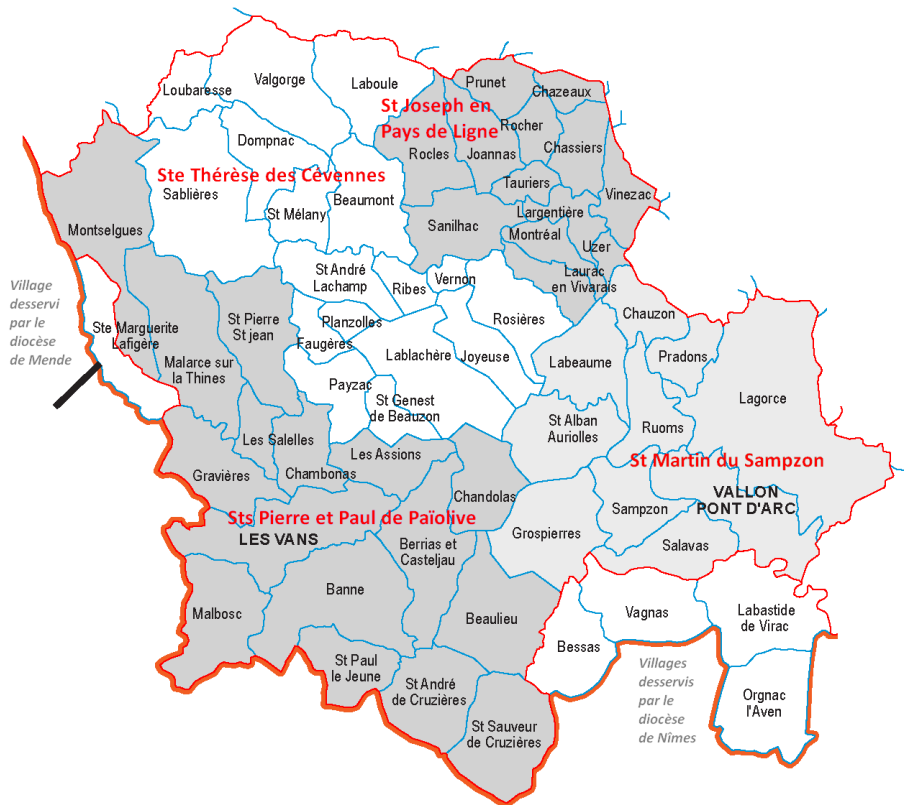 Loubaresse
Valgorge
Laboule
Prunet
Chazeaux
St Joseph en
Pays de Ligne
Rocher
Chassiers
Dompnac
Rocles
Joannas
Ste Thérèse des Cèvennes
Sablières
Beaumont
Tauriers
Vinezac
St Mélany
Largentière
Montselgues
Sanilhac
Montréal
Uzer
St André
Lachamp
Ribes
Vernon
Laurac
en Vivarais
Village
desservi
par le
diocèse
de Mende
Ste Marguerite
Lafigère
St Pierre
St jean
Planzolles
Faugères
Rosières
Chauzon
Malarce sur
la Thines
Lablachère
Joyeuse
Labeaume
Pradons
Payzac
St Genest
de Beauzon
Lagorce
St Alban
Auriolles
Ruoms
Les Salelles
Les Assions
Gravières
Chambonas
St Martin du Sampzon
Chandolas
VALLON
PONT D'ARC
Sts Pierre et Paul de Païolive
LES VANS
Sampzon
Grospierres
Berrias et
Casteljau
Salavas
Banne
Malbosc
Beaulieu
Vagnas
Labastide
de Virac
Bessas
St Paul
le Jeune
St André
de Cruzières
Villages
desservis
par le
diocèse
de Nîmes
Orgnac
l'Aven
St Sauveur
de Cruzières